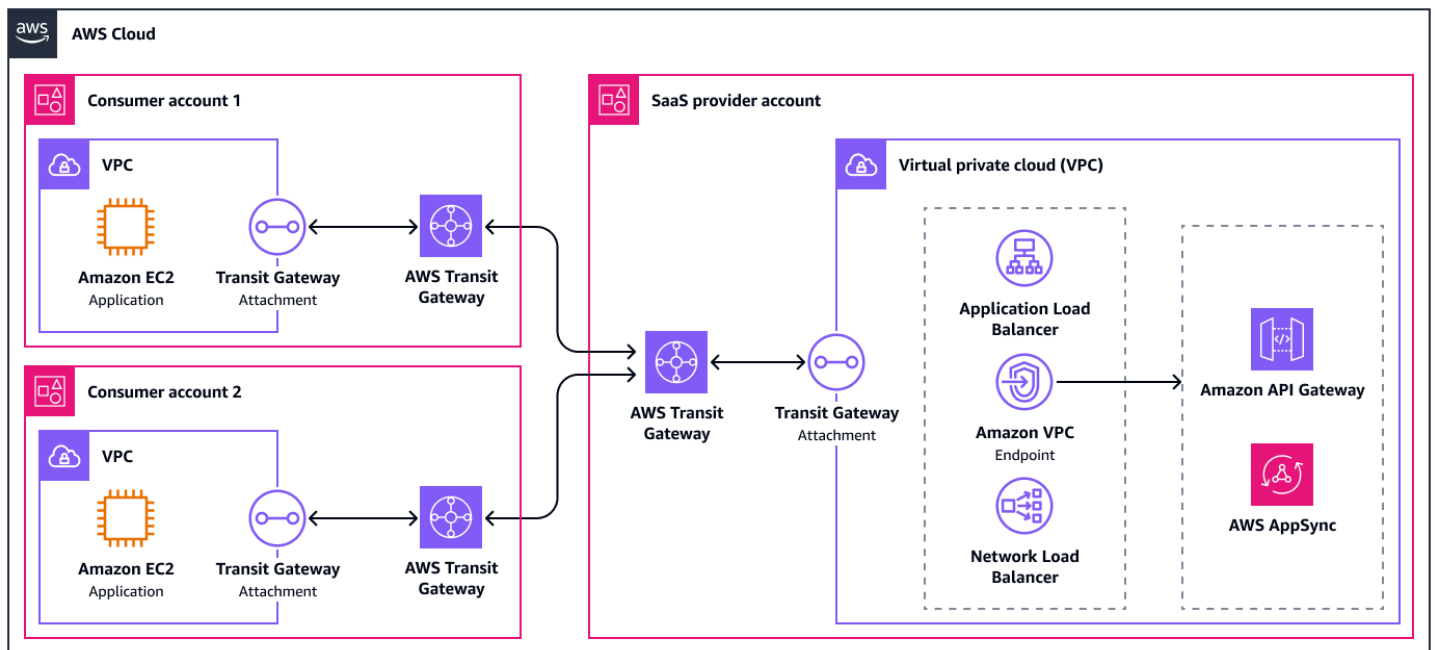 aws
AWS Cloud
Consumer account 1
VPC
Amazon EC2
Application
Transit Gateway
Attachment
AWS Transit
Gateway
Consumer account 2
VPC
Amazon EC2
Application
Transit Gateway
Attachment
AWS Transit
Gateway
SaaS provider account
AWS Transit
Gateway
Transit Gateway
Attachment
Virtual private cloud (VPC)
Application Load
Balancer
Amazon VPC
Endpoint
Network Load
Balancer
Amazon API Gateway
AWS AppSync